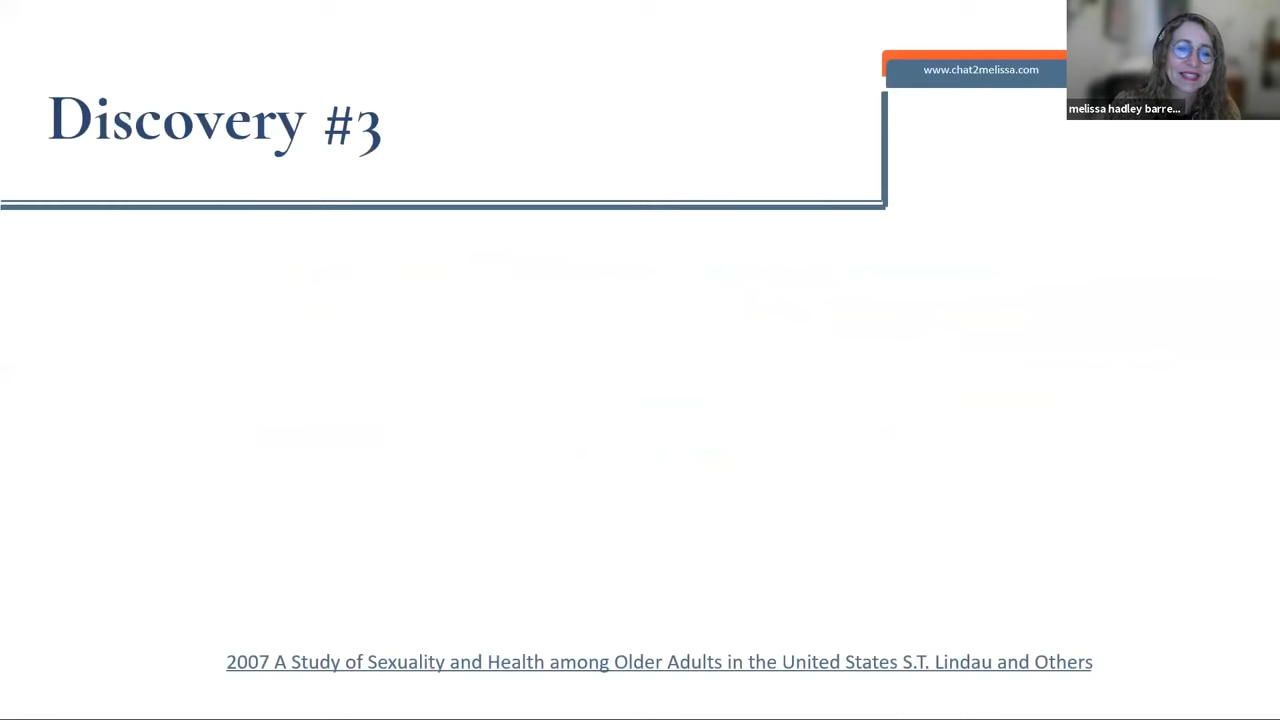 www.chat2melissa.com
melissa hadley barre...
Discovery #3
2007 A Study of Sexuality and Health among Older Adults in the United States S.T. Lindau and Others